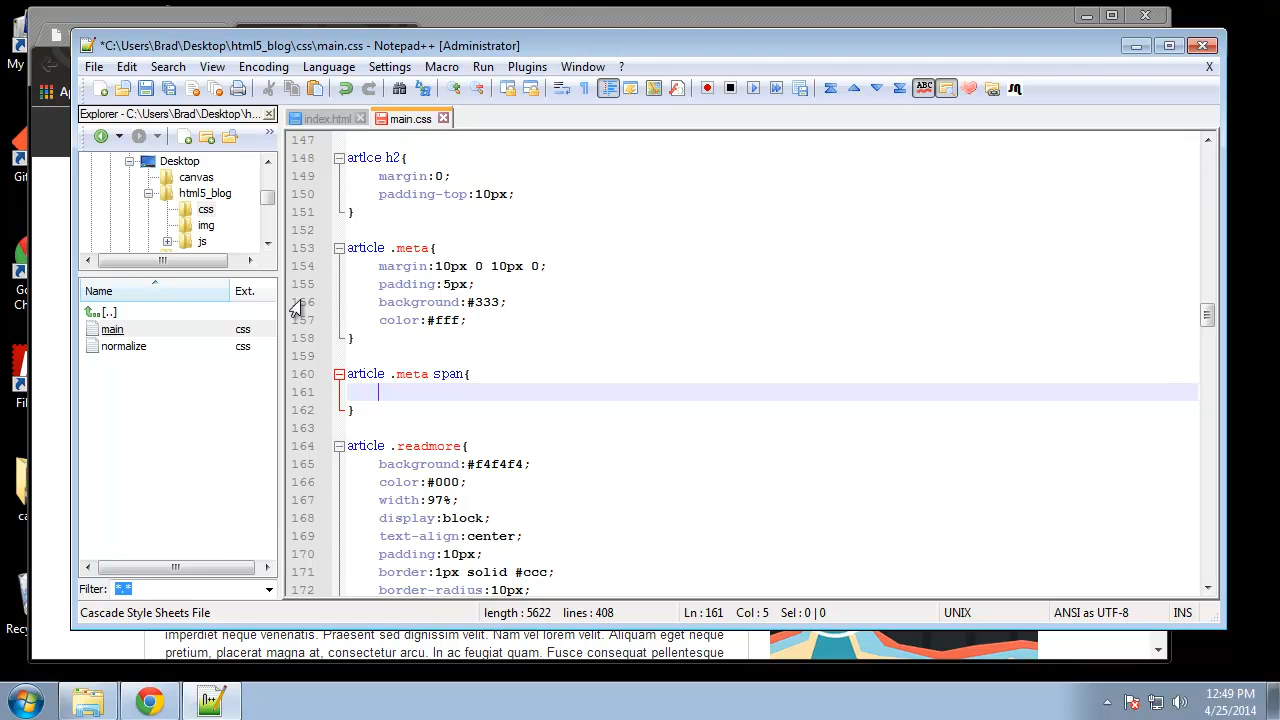 *C:\Users\Brad\Desktop\html5_blog\css\main.css - Notepad++ [Administrator]
File Edit Search View Encoding Language Settings Macro Run Plugins Window ? X
Explorer - C:\Users\Brad\Desktop\h...
index.html
main.css
Desktop
canvas
html5_blog
css
img
js
Name Ext.
[..]
main css
normalize css
Filter: *.*
147
148 artlce h2{
149 margin:0;
150 padding-top:10px;
151 }
152
153 article .meta{
154 margin:10px 0 10px 0;
155 padding:5px;
156 background:#333;
157 color:#fff;
158 }
159
160 article .meta span{
161
162 }
163
164 article .readmore{
165 background:#f4f4f4;
166 color:#000;
167 width:97%;
168 display:block;
169 text-align:center;
170 padding:10px;
171 border:1px solid #ccc;
172 border-radius:10px;
Cascade Style Sheets File length : 5622 lines : 408 Ln : 161 Col : 5 Sel : 0 | 0 UNIX ANSI as UTF-8 INS
imperdiet neque venenatis. Praesent sed dignissim velit. Nam vel lorem velit. Aliquam eget neque
pretium, placerat magna at, consectetur arcu. In ac feugiat quam. Fusce consequat pellentesque
My
Git
Go
Ch
Fil
ca
Recy
12:49 PM
4/25/2014